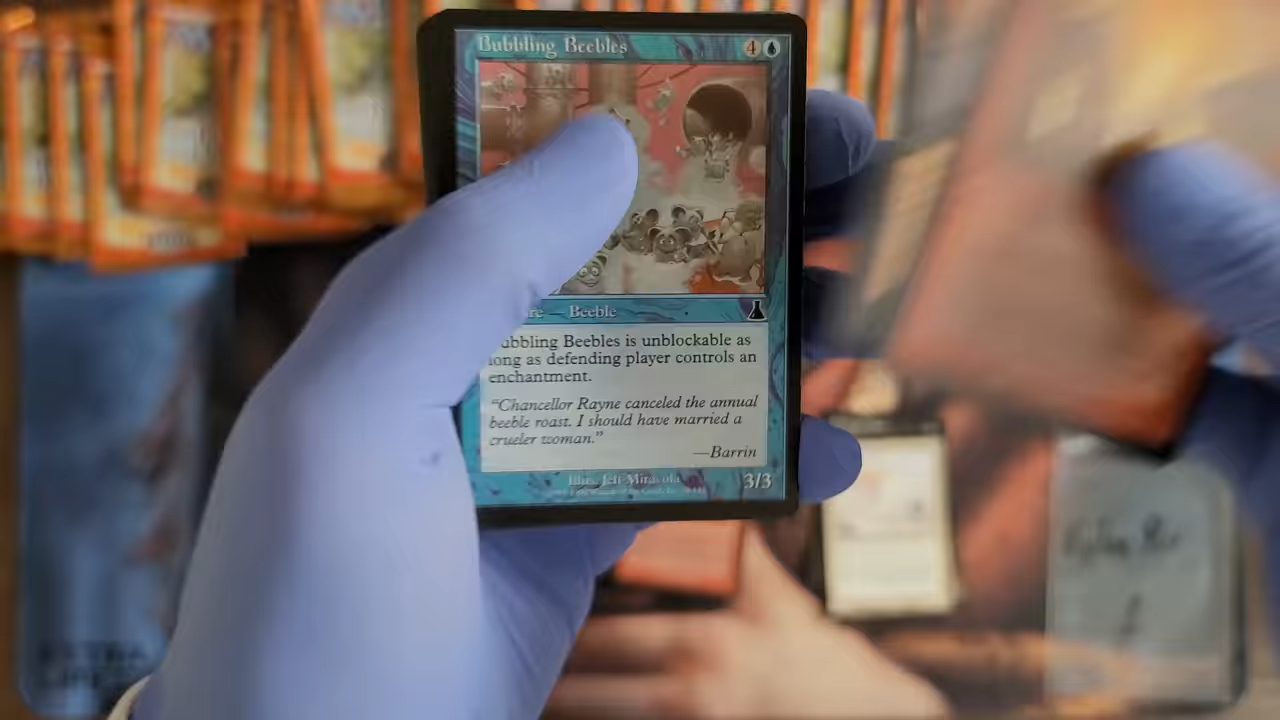 Bubbling Beebles 4
re — Beeble
ubbling Beebles is unblockable as
long as defending player controls an
enchantment.
“Chancellor Rayne canceled the annual
beeble roast. I should have married a
crueler woman.”
—Barrin
Illus. Jeff Miracola
3/3
EXTRA